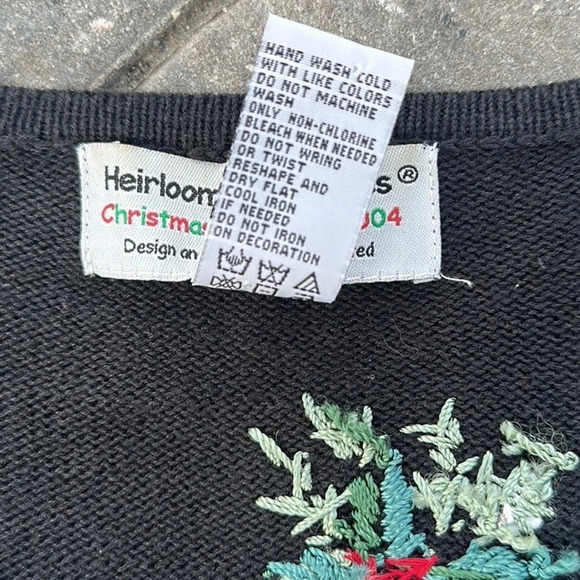 HAND WASH COLD
WITH LIKE COLORS
DO NOT MACHINE
WASH
ONLY NON-CHLORINE
BLEACH WHEN NEEDED
DO NOT WRING
OR TWIST
RESHAPE AND
DRY FLAT
COOL IRON
IF NEEDED
DO NOT IRON
ON DECORATION
Heirloom s®
Christmas 004
Design an ed